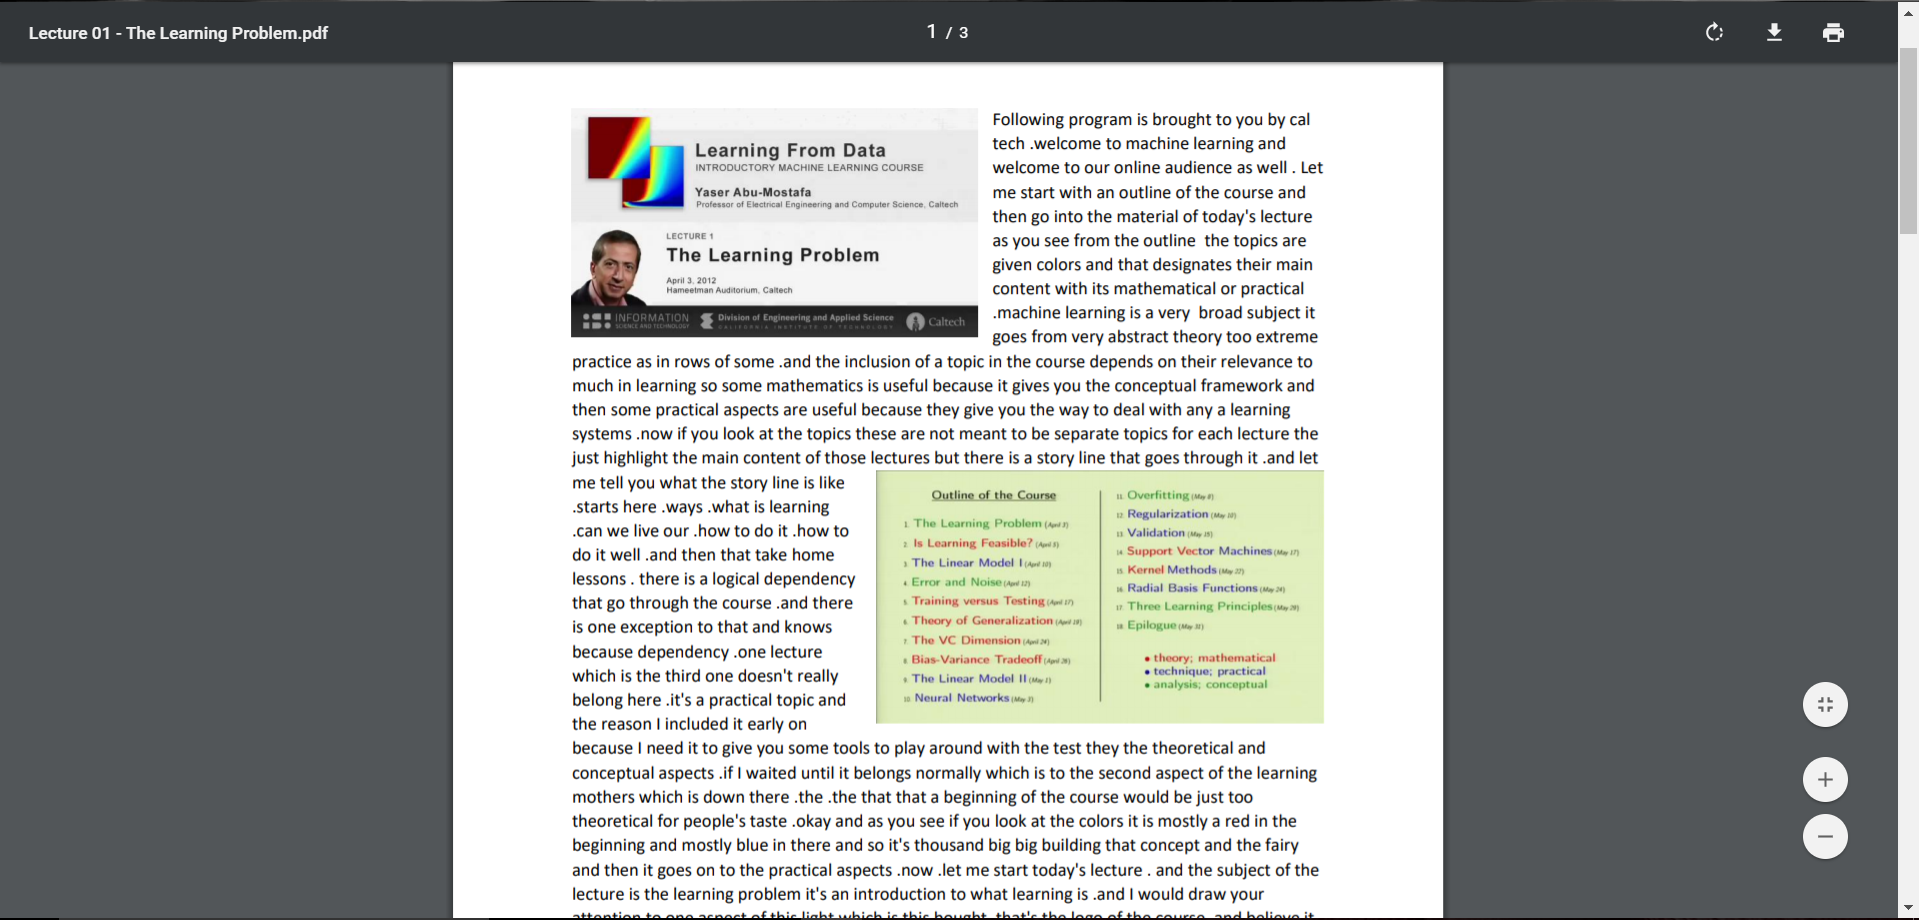 Lecture 01 - The Learning Problem.pdf
1 / 3
Learning From Data
INTRODUCTORY MACHINE LEARNING COURSE
Yaser Abu-Mostafa
Professor of Electrical Engineering and Computer Science, Caltech
LECTURE 1
The Learning Problem
April 3, 2012
Hameetman Auditorium, Caltech
INFORMATION
SCIENCE AND TECHNOLOGY
Division of Engineering and Applied Science
CALIFORNIA INSTITUTE OF TECHNOLOGY
Caltech
Following program is brought to you by cal
tech .welcome to machine learning and
welcome to our online audience as well . Let
me start with an outline of the course and
then go into the material of today's lecture
as you see from the outline  the topics are
given colors and that designates their main
content with its mathematical or practical
.machine learning is a very  broad subject it
goes from very abstract theory too extreme
practice as in rows of some .and the inclusion of a topic in the course depends on their relevance to
much in learning so some mathematics is useful because it gives you the conceptual framework and
then some practical aspects are useful because they give you the way to deal with any a learning
systems .now if you look at the topics these are not meant to be separate topics for each lecture the
just highlight the main content of those lectures but there is a story line that goes through it .and let
me tell you what the story line is like
.starts here .ways .what is learning
.can we live our .how to do it .how to
do it well .and then that take home
lessons . there is a logical dependency
that go through the course .and there
is one exception to that and knows
because dependency .one lecture
which is the third one doesn't really
belong here .it's a practical topic and
the reason I included it early on
Outline of the Course
1. The Learning Problem (April 3)
2. Is Learning Feasible? (April 5)
3. The Linear Model I (April 10)
4. Error and Noise (April 12)
5. Training versus Testing (April 17)
6. Theory of Generalization (April 19)
7. The VC Dimension (April 24)
8. Bias-Variance Tradeoff (April 26)
9. The Linear Model II (May 1)
10. Neural Networks (May 3)
11. Overfitting (May 8)
12. Regularization (May 10)
13. Validation (May 15)
14. Support Vector Machines (May 17)
15. Kernel Methods (May 22)
16. Radial Basis Functions (May 24)
17. Three Learning Principles (May 29)
18. Epilogue (May 31)
• theory; mathematical
• technique; practical
• analysis; conceptual
because I need it to give you some tools to play around with the test they the theoretical and
conceptual aspects .if I waited until it belongs normally which is to the second aspect of the learning
mothers which is down there .the .the that that a beginning of the course would be just too
theoretical for people's taste .okay and as you see if you look at the colors it is mostly a red in the
beginning and mostly blue in there and so it's thousand big big building that concept and the fairy
and then it goes on to the practical aspects .now .let me start today's lecture . and the subject of the
lecture is the learning problem it's an introduction to what learning is .and I would draw your
attention to one aspect of this light which is this bought .that's the logo of the course .and believe it